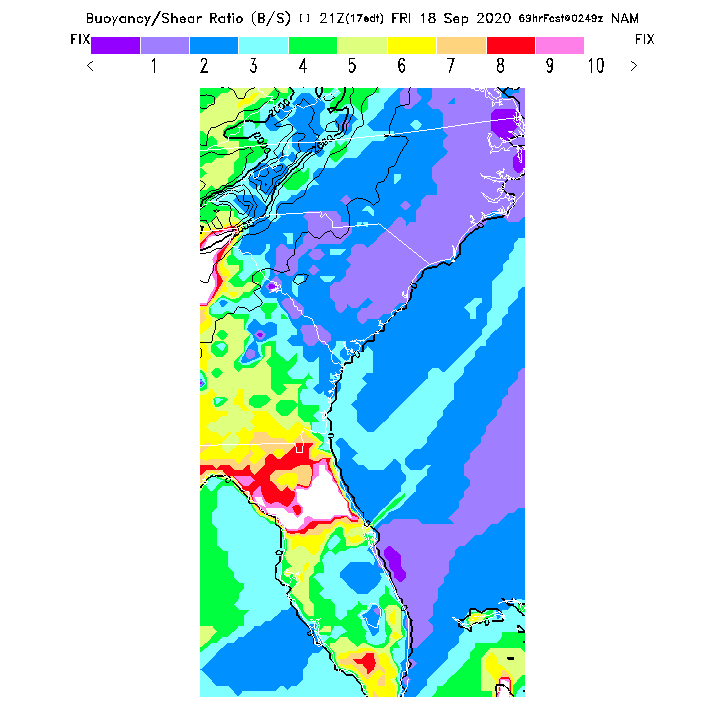 Buoyancy/Shear Ratio (B/S) [] 21Z(17edt) FRI 18 Sep 2020 69hrFcst@0249z NAM
FIX FIX
< 1 2 3 4 5 6 7 8 9 10 >
2000